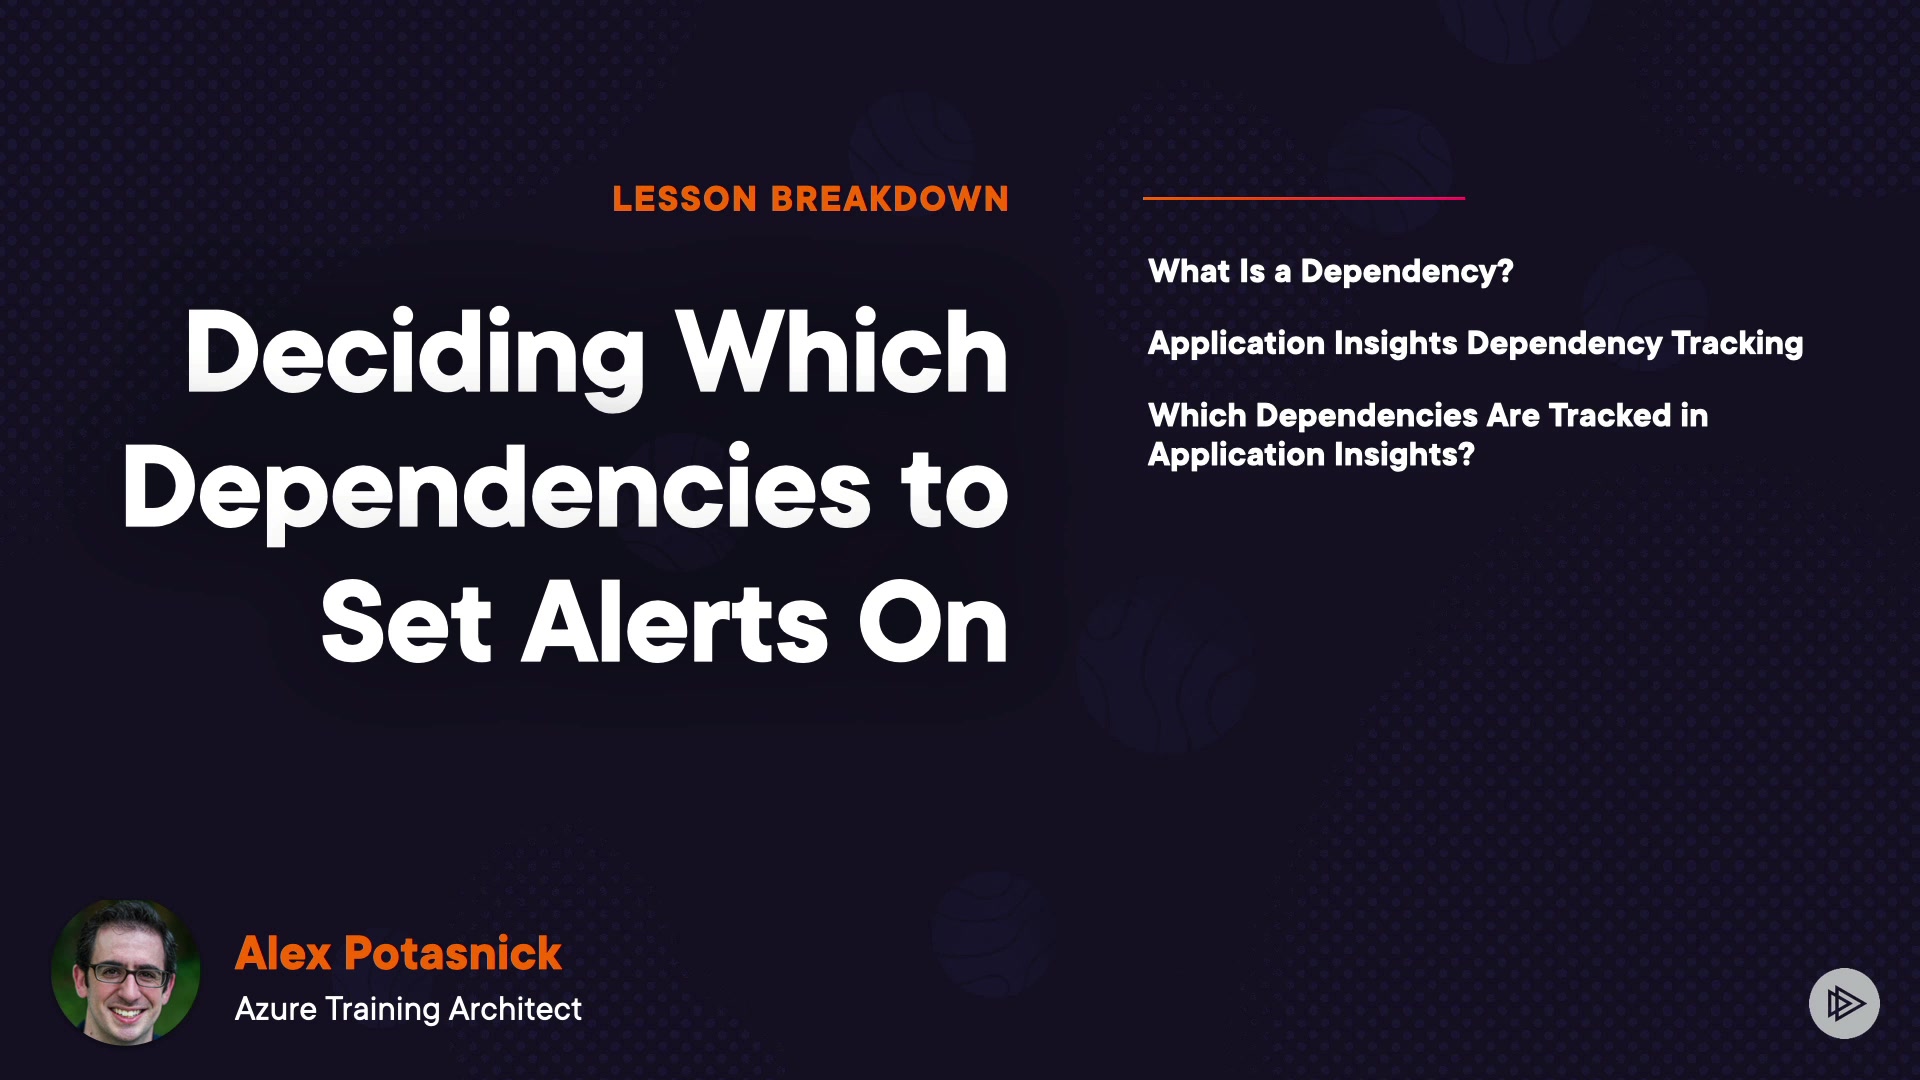 LESSON BREAKDOWN
Deciding Which
Dependencies to
Set Alerts On
What Is a Dependency?
Application Insights Dependency Tracking
Which Dependencies Are Tracked in
Application Insights?
Alex Potasnick
Azure Training Architect